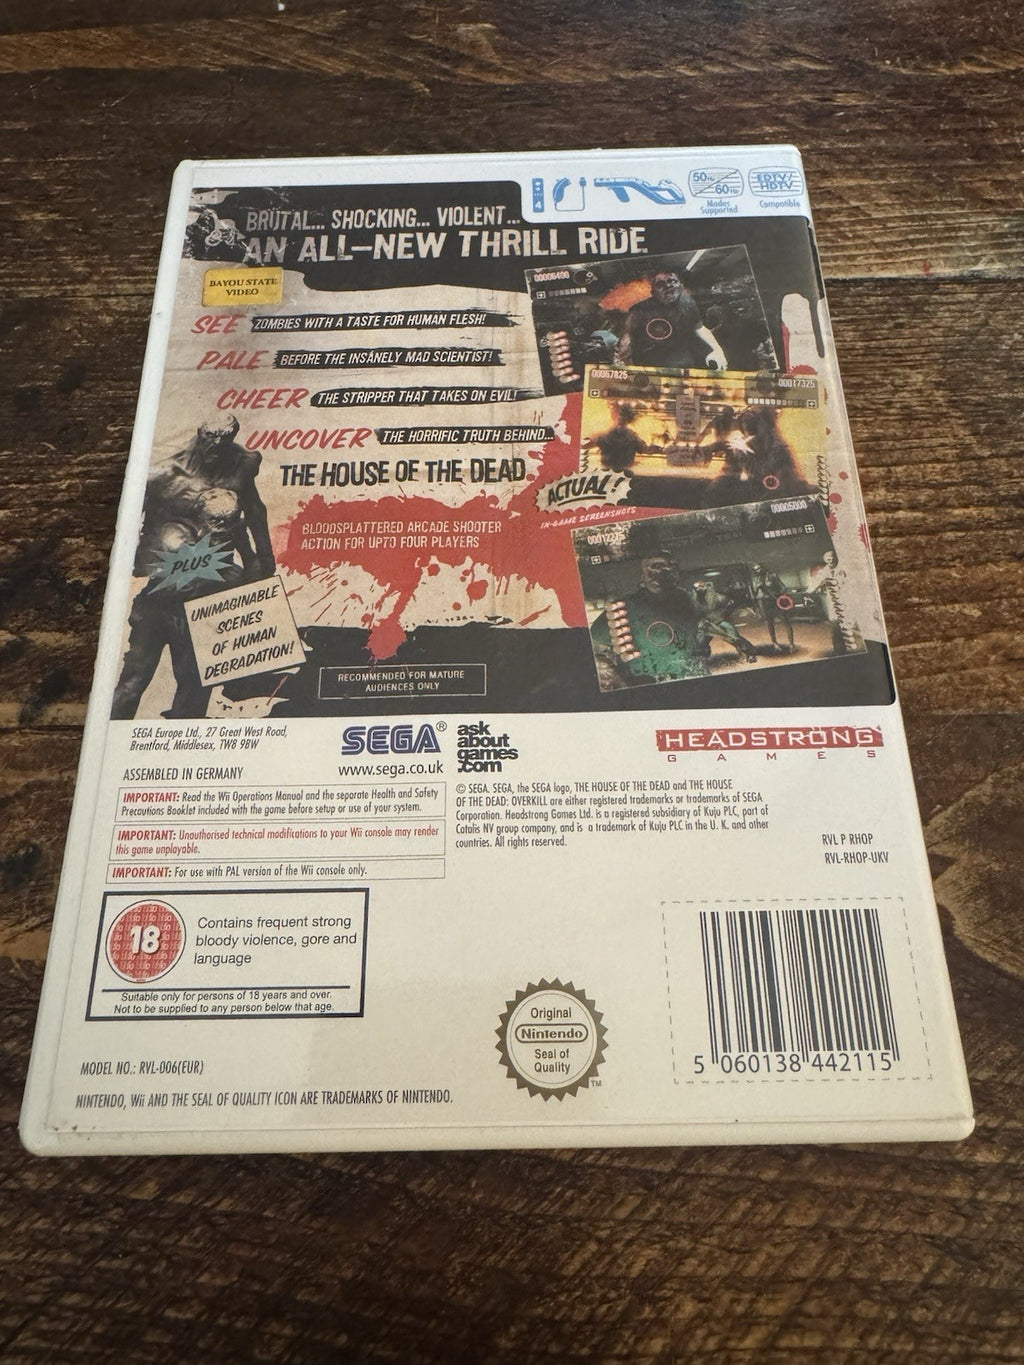 BRUTAL... SHOCKING... VIOLENT...
AN ALL-NEW THRILL RIDE
4
50Hz
60Hz
Modes
Supported
EDTV/
HDTV
Compatible
BAYOU STATE
VIDEO
SEE ZOMBIES WITH A TASTE FOR HUMAN FLESH!
PALE BEFORE THE INSANELY MAD SCIENTIST!
CHEER THE STRIPPER THAT TAKES ON EVIL!
UNCOVER THE HORRIFIC TRUTH BEHIND...
THE HOUSE OF THE DEAD
00067825
00017325
ACTUAL!
IN-GAME SCREENSHOTS
BLOODSPLATTERED ARCADE SHOOTER
ACTION FOR UPTO FOUR PLAYERS
00012275
00005000
PLUS
UNIMAGINABLE
SCENES
OF HUMAN
DEGRADATION!
RECOMMENDED FOR MATURE
AUDIENCES ONLY
SEGA Europe Ltd., 27 Great West Road,
Brentford, Middlesex, TW8 9BW
ASSEMBLED IN GERMANY
SEGA®
www.sega.co.uk
ask
about
games
.com
HEADSTRONG
GAMES
IMPORTANT: Read the Wii Operations Manual and the separate Health and Safety
Precautions Booklet included with the game before setup or use of your system.
IMPORTANT: Unauthorised technical modifications to your Wii console may render
this game unplayable.
IMPORTANT: For use with PAL version of the Wii console only.
© SEGA. SEGA, the SEGA logo, THE HOUSE OF THE DEAD and THE HOUSE
OF THE DEAD: OVERKILL are either registered trademarks or trademarks of SEGA
Corporation. Headstrong Games Ltd. is a registered subsidiary of Kuju PLC, part of
Catalis NV group company, and is a trademark of Kuju PLC in the U. K. and other
countries. All rights reserved.
RVL P RHOP
RVL-RHOP-UKV
18
Contains frequent strong
bloody violence, gore and
language
Suitable only for persons of 18 years and over.
Not to be supplied to any person below that age.
Original
Nintendo
Seal of
Quality
TM
5 060138 442115
MODEL NO.: RVL-006(EUR)
NINTENDO, Wii AND THE SEAL OF QUALITY ICON ARE TRADEMARKS OF NINTENDO.